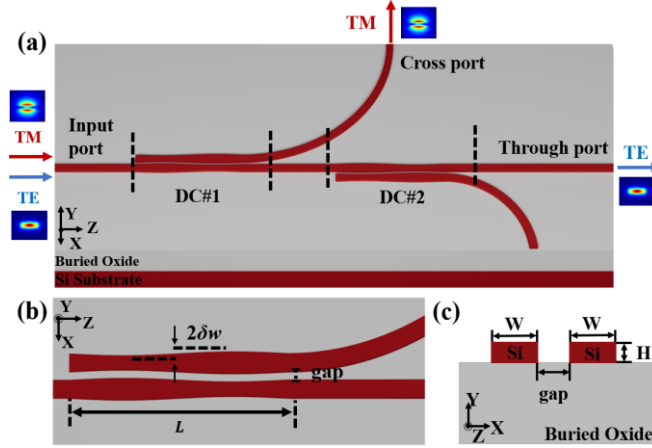 (a)
TM
Cross port
TM
Input
port
Through port
TE
TE
DC#1
DC#2
Y
Z
X
Buried Oxide
Si Substrate
(b)
Y
Z
X
2δw
gap
L
(c)
W
W
Si
Si
H
gap
Y
Z
X
Buried Oxide